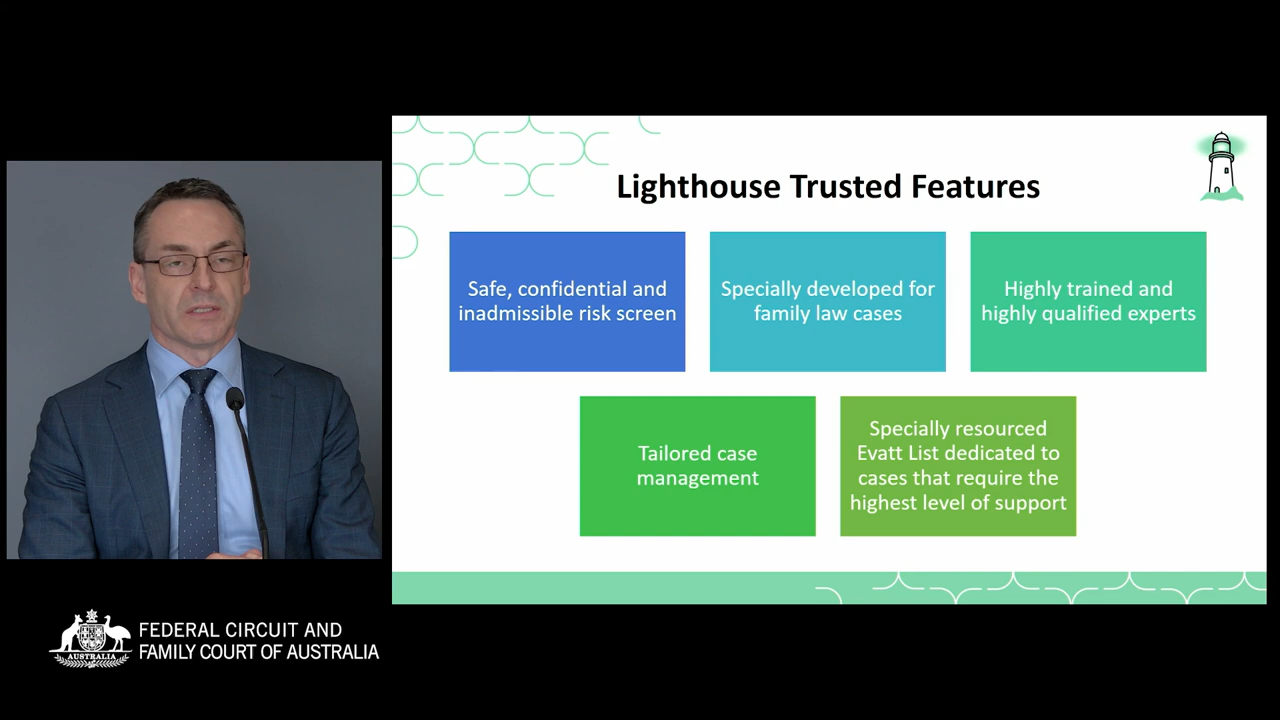 Lighthouse Trusted Features
Safe, confidential and
inadmissible risk screen
Specially developed for
family law cases
Highly trained and
highly qualified experts
Tailored case
management
Specially resourced
Evatt List dedicated to
cases that require the
highest level of support
AUSTRALIA
FEDERAL CIRCUIT AND
FAMILY COURT OF AUSTRALIA